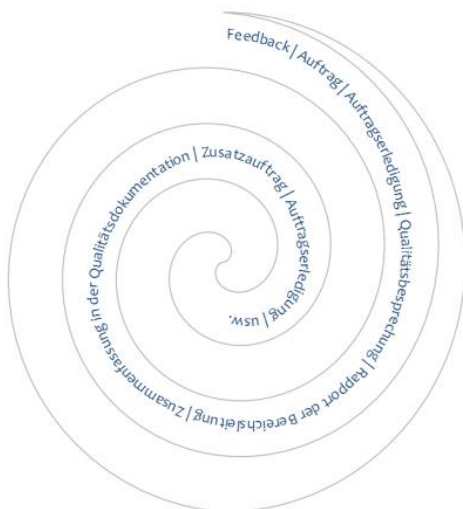 Feedback | Auftrag | Auftragserledigung | Qualitätsbesprechung | Rapport der Bereichsleitung | Zusammenfassung in der Qualitätsdokumentation | Zusatzauftrag | Auftragserledigung | usw.